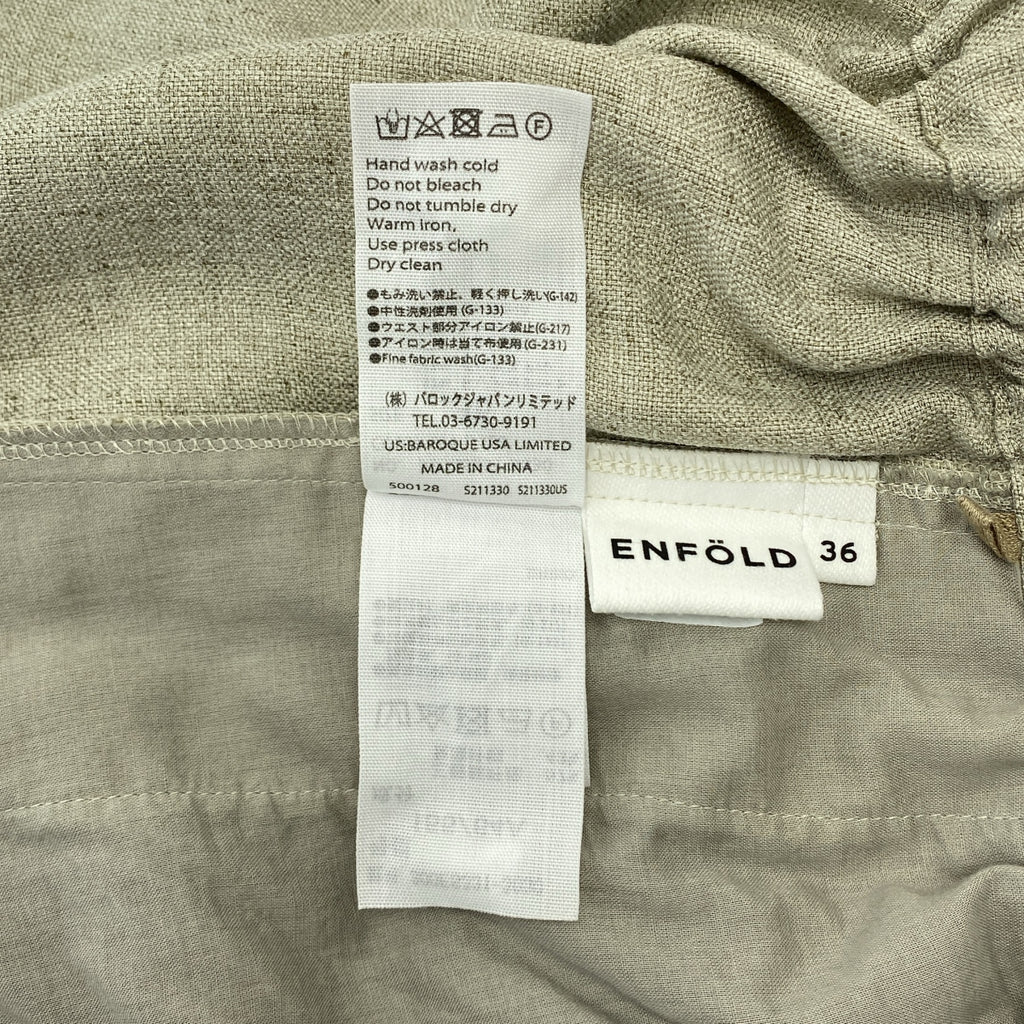 F
Hand wash cold
Do not bleach
Do not tumble dry
Warm iron,
Use press cloth
Dry clean
●もみ洗い禁止、軽く押し洗い(G-142)
●中性洗剤使用(G-133)
●ウエスト部分アイロン禁止(G-217)
●アイロン時は当て布使用(G-231)
●Fine fabric wash(G-133)
(株) バロックジャパンリミテッド
TEL.03-6730-9191
US:BAROQUE USA LIMITED
MADE IN CHINA
500128 S211330 S211330US
ENFÖLD 36